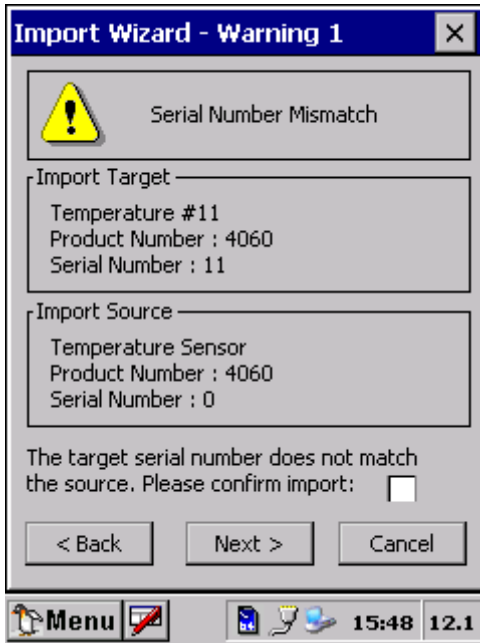 Import Wizard - Warning 1
Serial Number Mismatch
Import Target
Temperature #11
Product Number : 4060
Serial Number : 11
Import Source
Temperature Sensor
Product Number : 4060
Serial Number : 0
The target serial number does not match
the source. Please confirm import:
< Back Next > Cancel
Menu 15:48 12.1